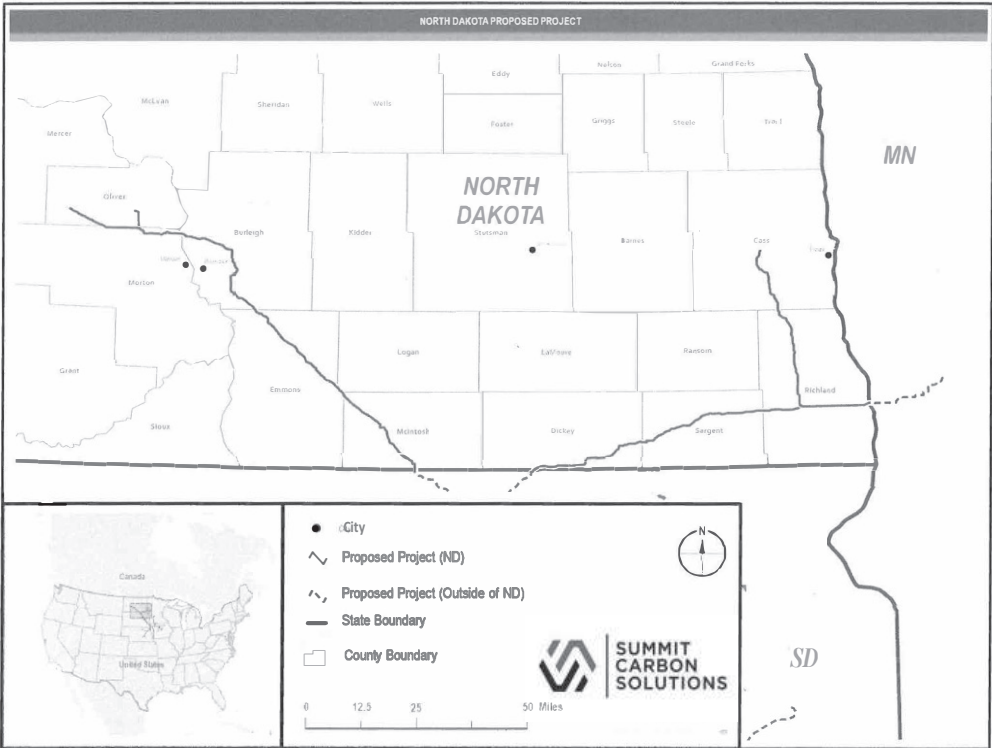 NORTH DAKOTA PROPOSED PROJECT
Nelson
Grand Forks
Eddy
McLean
Sheridan
Wells
Foster
Griggs
Steele
Mercer
MN
Oliver
NORTH
DAKOTA
Burleigh
Kidder
Stutsman
Barnes
Cass
Morton
Logan
LaMoure
Ransom
Grant
Emmons
Richland
Sioux
McIntosh
Dickey
Sargent
City
Proposed Project (ND)
Proposed Project (Outside of ND)
State Boundary
County Boundary
N
SUMMIT
CARBON
SOLUTIONS
0 12.5 25 50 Miles
Canada
United States
SD